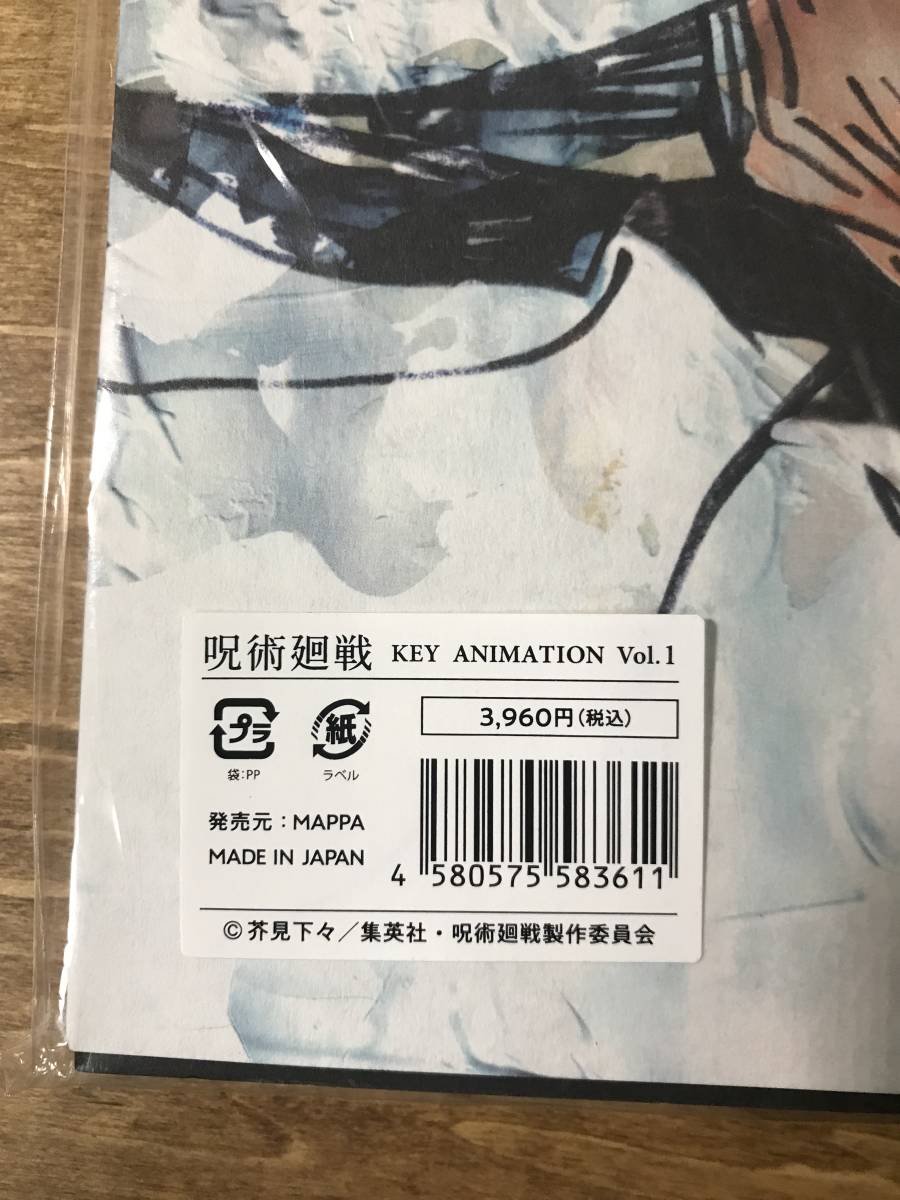 呪術廻戦 KEY ANIMATION Vol.1
プラ 紙 3,960円(税込)
袋:PP ラベル
発売元:MAPPA
MADE IN JAPAN
4 580575 583611
©芥見下々/集英社・呪術廻戦製作委員会